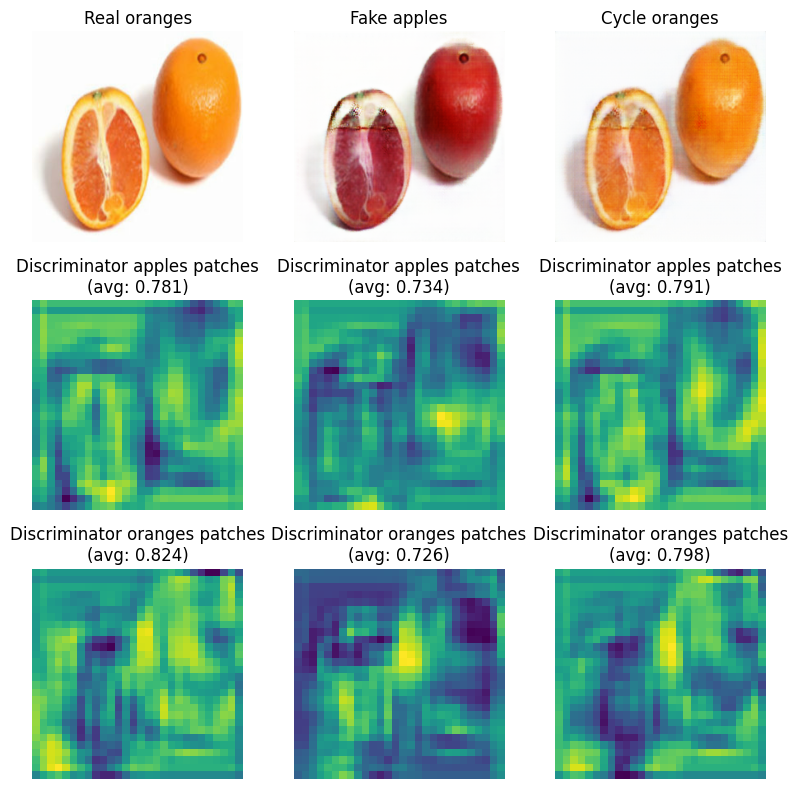 Real oranges
Fake apples
Cycle oranges
Discriminator apples patches
(avg: 0.781)
Discriminator apples patches
(avg: 0.734)
Discriminator apples patches
(avg: 0.791)
Discriminator oranges patches
(avg: 0.824)
Discriminator oranges patches
(avg: 0.726)
Discriminator oranges patches
(avg: 0.798)